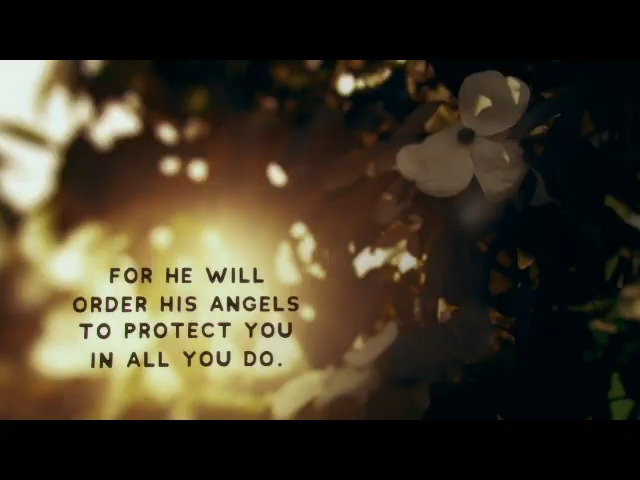 FOR HE WILL
ORDER HIS ANGELS
TO PROTECT YOU
IN ALL YOU DO.